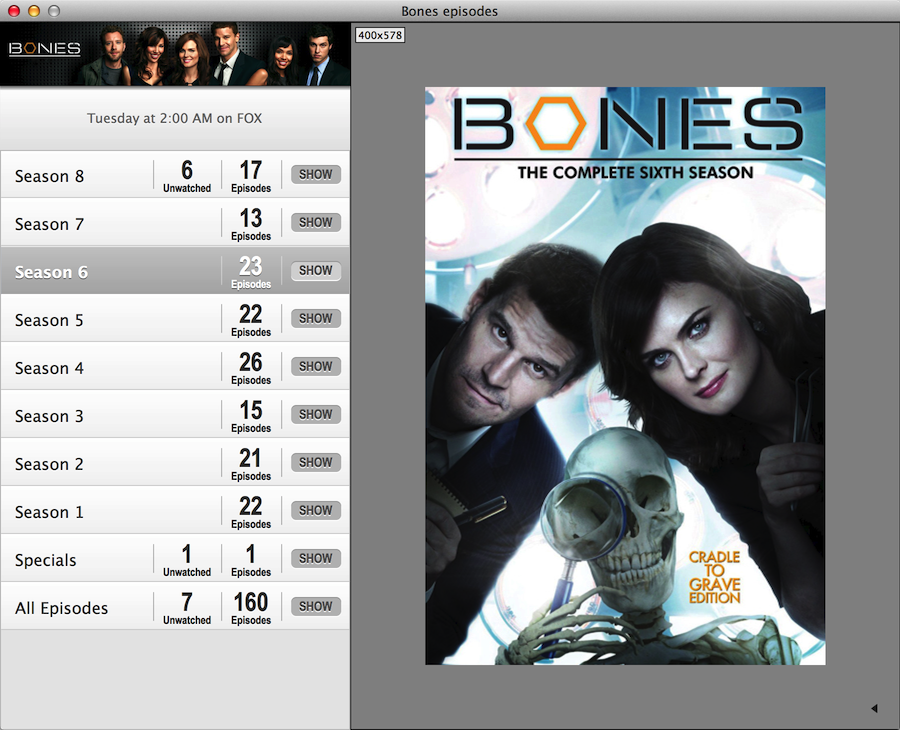 Bones episodes
BONES
Tuesday at 2:00 AM on FOX
Season 8
6
Unwatched
17
Episodes
SHOW
Season 7
13
Episodes
SHOW
Season 6
23
Episodes
SHOW
Season 5
22
Episodes
SHOW
Season 4
26
Episodes
SHOW
Season 3
15
Episodes
SHOW
Season 2
21
Episodes
SHOW
Season 1
22
Episodes
SHOW
Specials
1
Unwatched
1
Episodes
SHOW
All Episodes
7
Unwatched
160
Episodes
SHOW
400x578
BONES
THE COMPLETE SIXTH SEASON
CRADLE
TO
GRAVE
EDITION